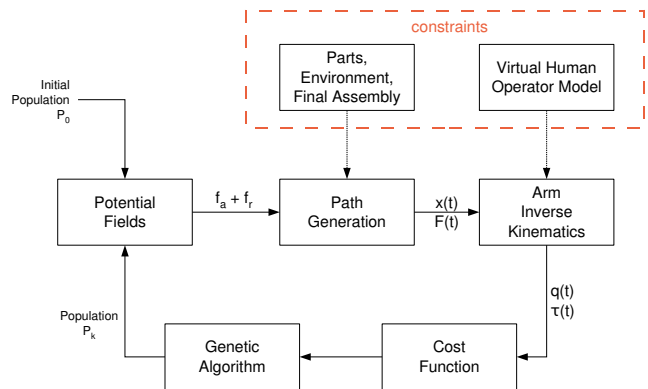 constraints
Parts,
Environment,
Final Assembly
Virtual Human
Operator Model
Initial
Population
P₀
Potential
Fields
fₐ + fᵣ
Path
Generation
x(t)
F(t)
Arm
Inverse
Kinematics
q(t)
τ(t)
Population
Pₖ
Genetic
Algorithm
Cost
Function